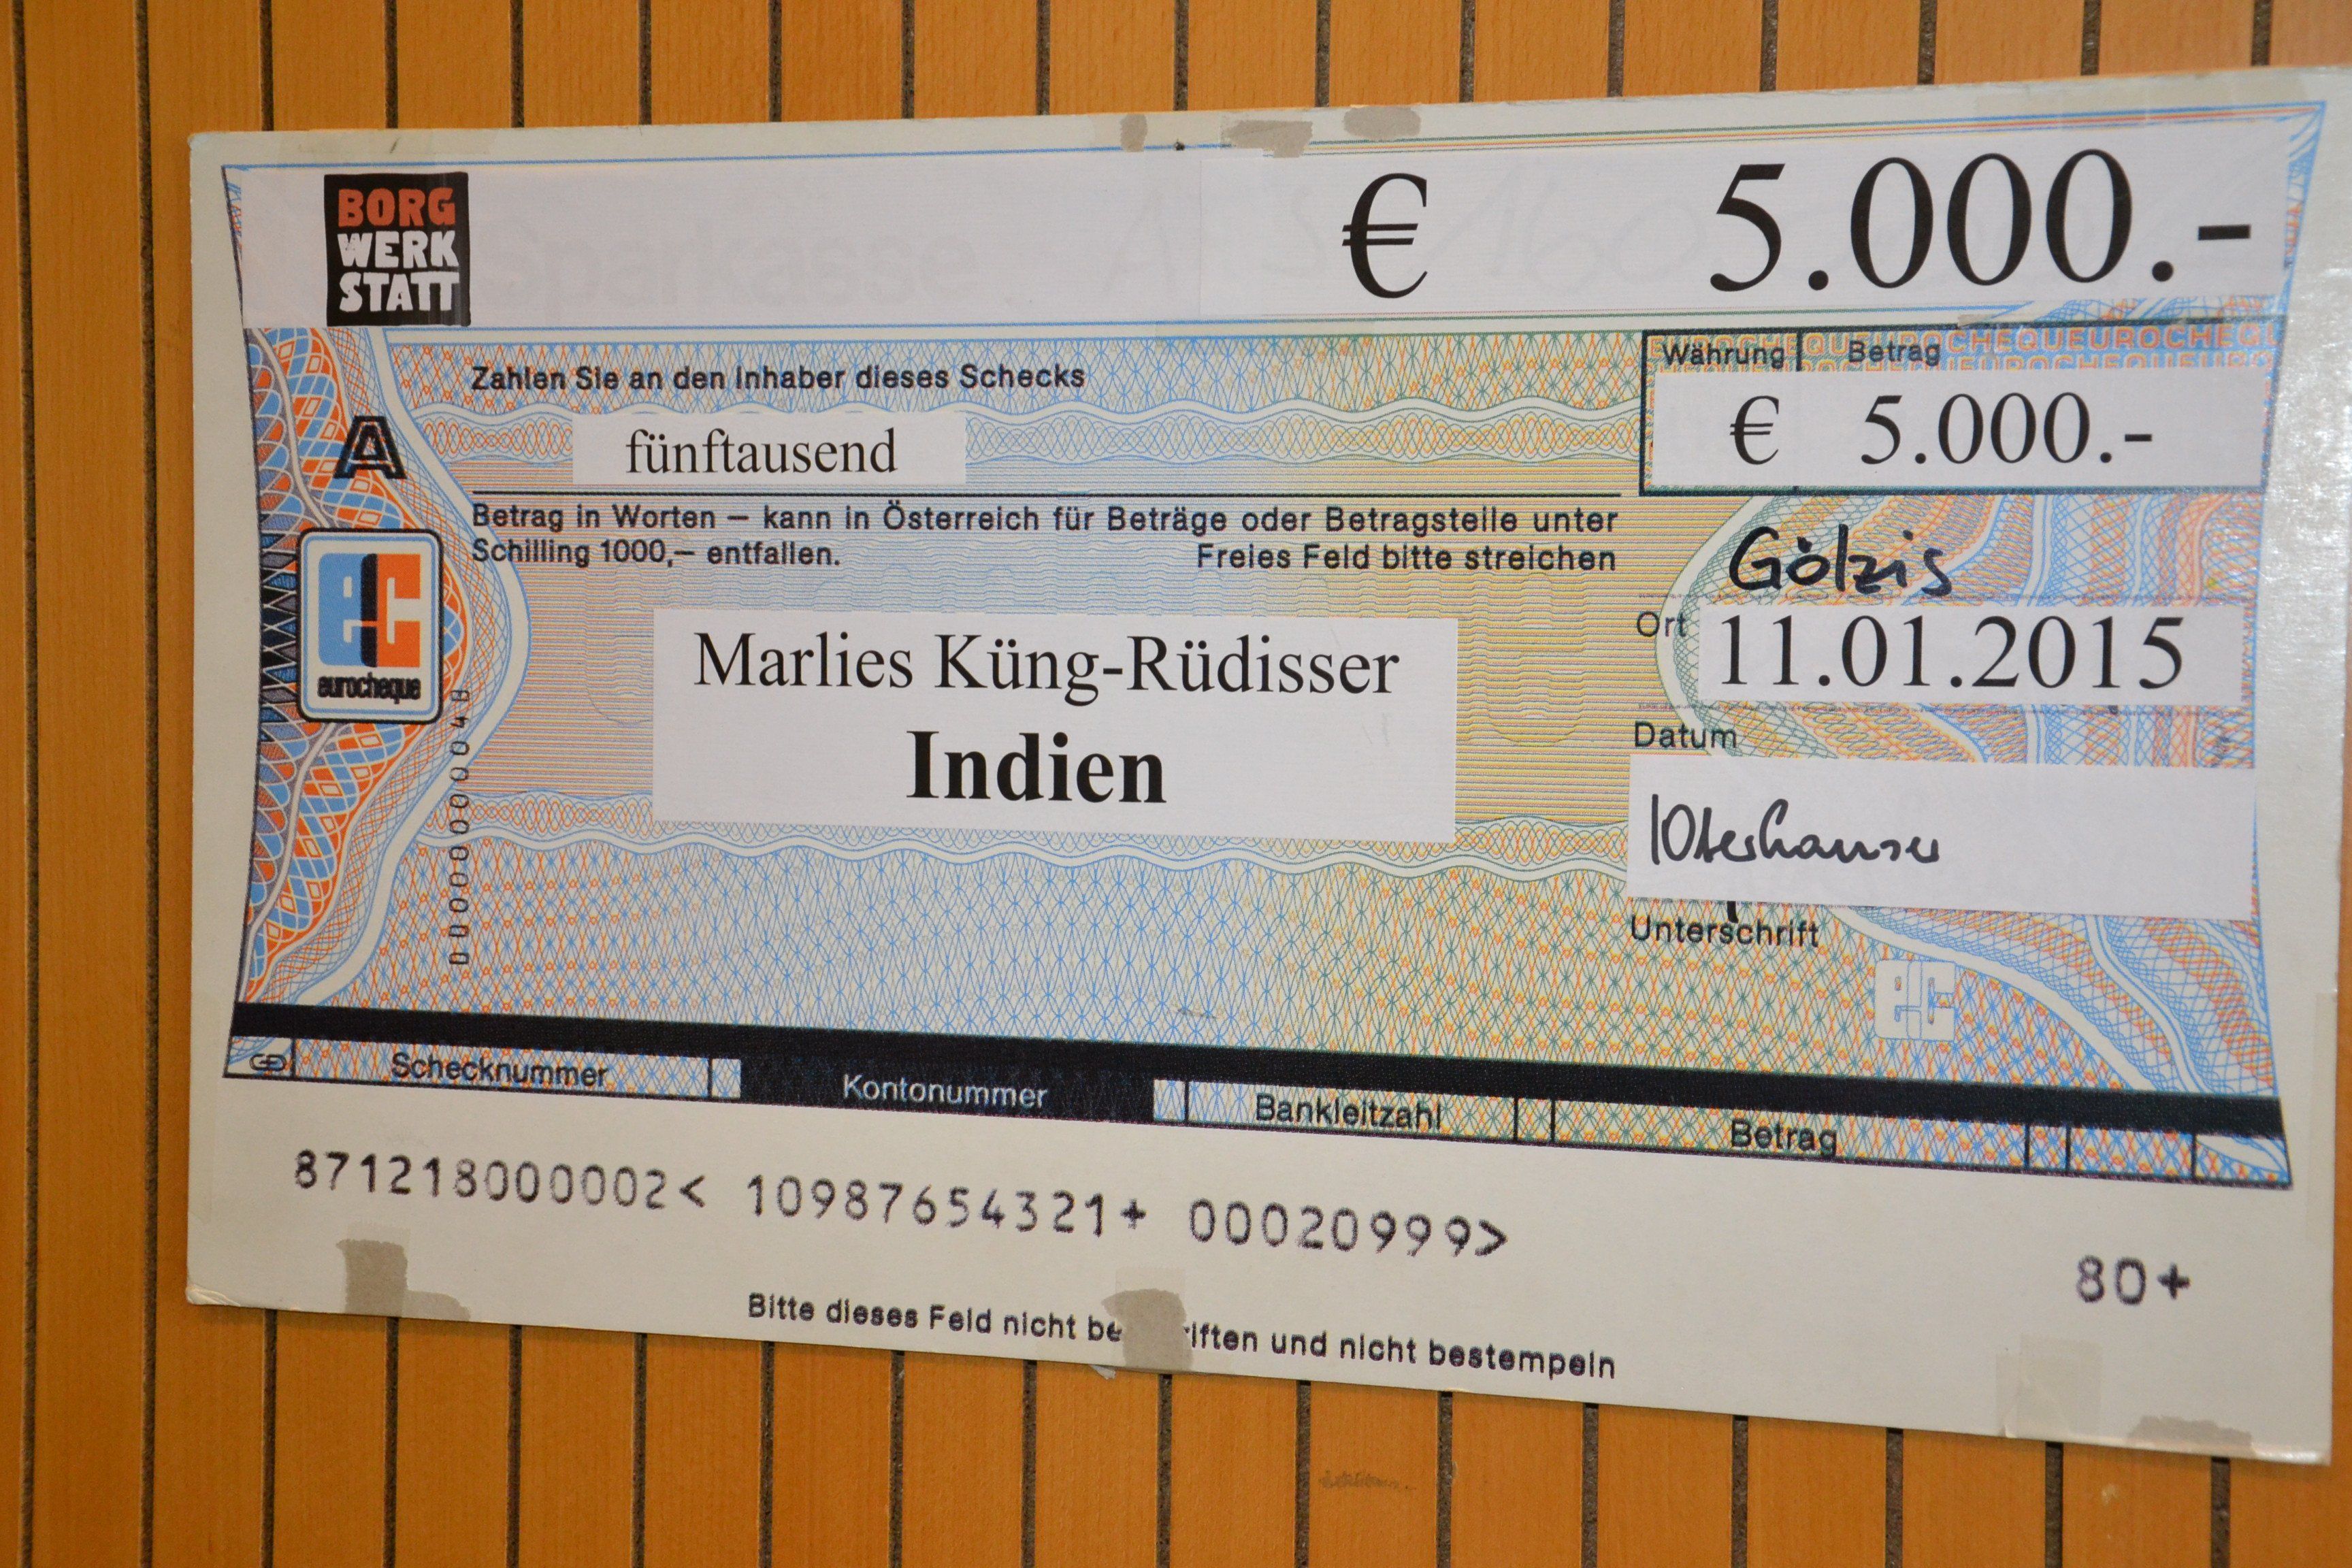 BORG
WERK
STATT
€ 5.000.-
Zahlen Sie an den Inhaber dieses Schecks
Währung Betrag
A
fünftausend
€ 5.000.-
Betrag in Worten – kann in Österreich für Beträge oder Betragsteile unter
Schilling 1000,– entfallen. Freies Feld bitte streichen
Götzis
Ort
11.01.2015
ec
eurocheque
Marlies Küng-Rüdisser
Indien
Datum
Unterschrift
ec
Schecknummer Kontonummer Bankleitzahl Betrag
871218000002< 10987654321+ 00020999>
80+
Bitte dieses Feld nicht be riften und nicht bestempeln